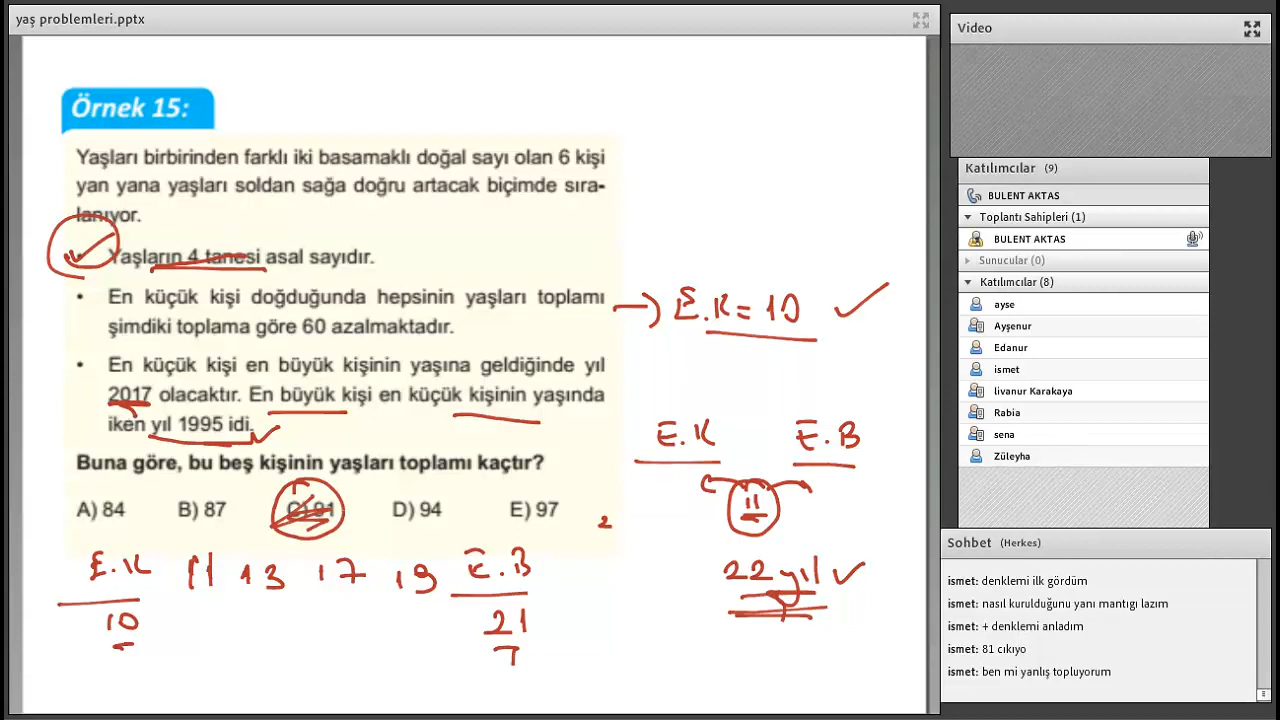 yaş problemleri.pptx
Örnek 15:
Yaşları birbirinden farklı iki basamaklı doğal sayı olan 6 kişi
yan yana yaşları soldan sağa doğru artacak biçimde sıra-
lanıyor.
Yaşların 4 tanesi asal sayıdır.
• En küçük kişi doğduğunda hepsinin yaşları toplamı
şimdiki toplama göre 60 azalmaktadır.
→) E.K = 10 ✓
• En küçük kişi en büyük kişinin yaşına geldiğinde yıl
2017 olacaktır. En büyük kişi en küçük kişinin yaşında
iken yıl 1995 idi.
E.K E.B
11
22 yıl ✓
Buna göre, bu beş kişinin yaşları toplamı kaçtır?
A) 84 B) 87 C) 91 D) 94 E) 97
2
E.K 11 13 17 19 E.B
10 21
Video
Katılımcılar (9)
BULENT AKTAS
Toplantı Sahipleri (1)
BULENT AKTAS
Sunucular (0)
Katılımcılar (8)
ayse
Ayşenur
Edanur
ismet
livanur Karakaya
Rabia
sena
Züleyha
Sohbet (Herkes)
ismet: denklemi ilk gördüm
ismet: nasıl kurulduğunu yanı mantıgı lazım
ismet: + denklemi anladım
ismet: 81 cıkıyo
ismet: ben mi yanlış topluyorum